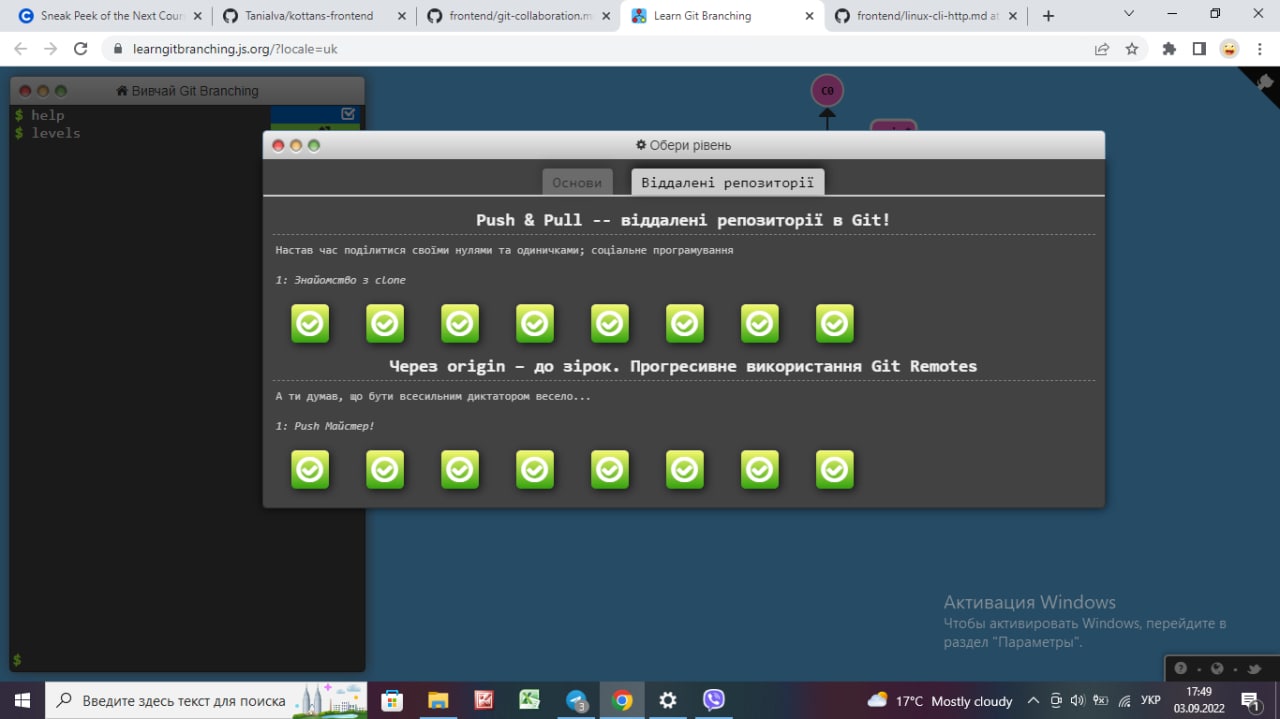 Sneak Peek of the Next Cour
Tanialva/kottans-frontend
frontend/git-collaboration.m
Learn Git Branching
frontend/linux-cli-http.md at
learngitbranching.js.org/?locale=uk
Вивчай Git Branching
$ help
$ levels
$
C0
Обери рівень
Основи
Віддалені репозиторії
Push & Pull -- віддалені репозиторії в Git!
Настав час поділитися своїми нулями та одиничками; соціальне програмування
1: Знайомство з clone
Через origin – до зірок. Прогресивне використання Git Remotes
А ти думав, що бути всесильним диктатором весело...
1: Push Майстер!
Активация Windows
Чтобы активировать Windows, перейдите в
раздел "Параметры".
Введите здесь текст для поиска
3
17°C Mostly cloudy
УКР
17:49
03.09.2022
1